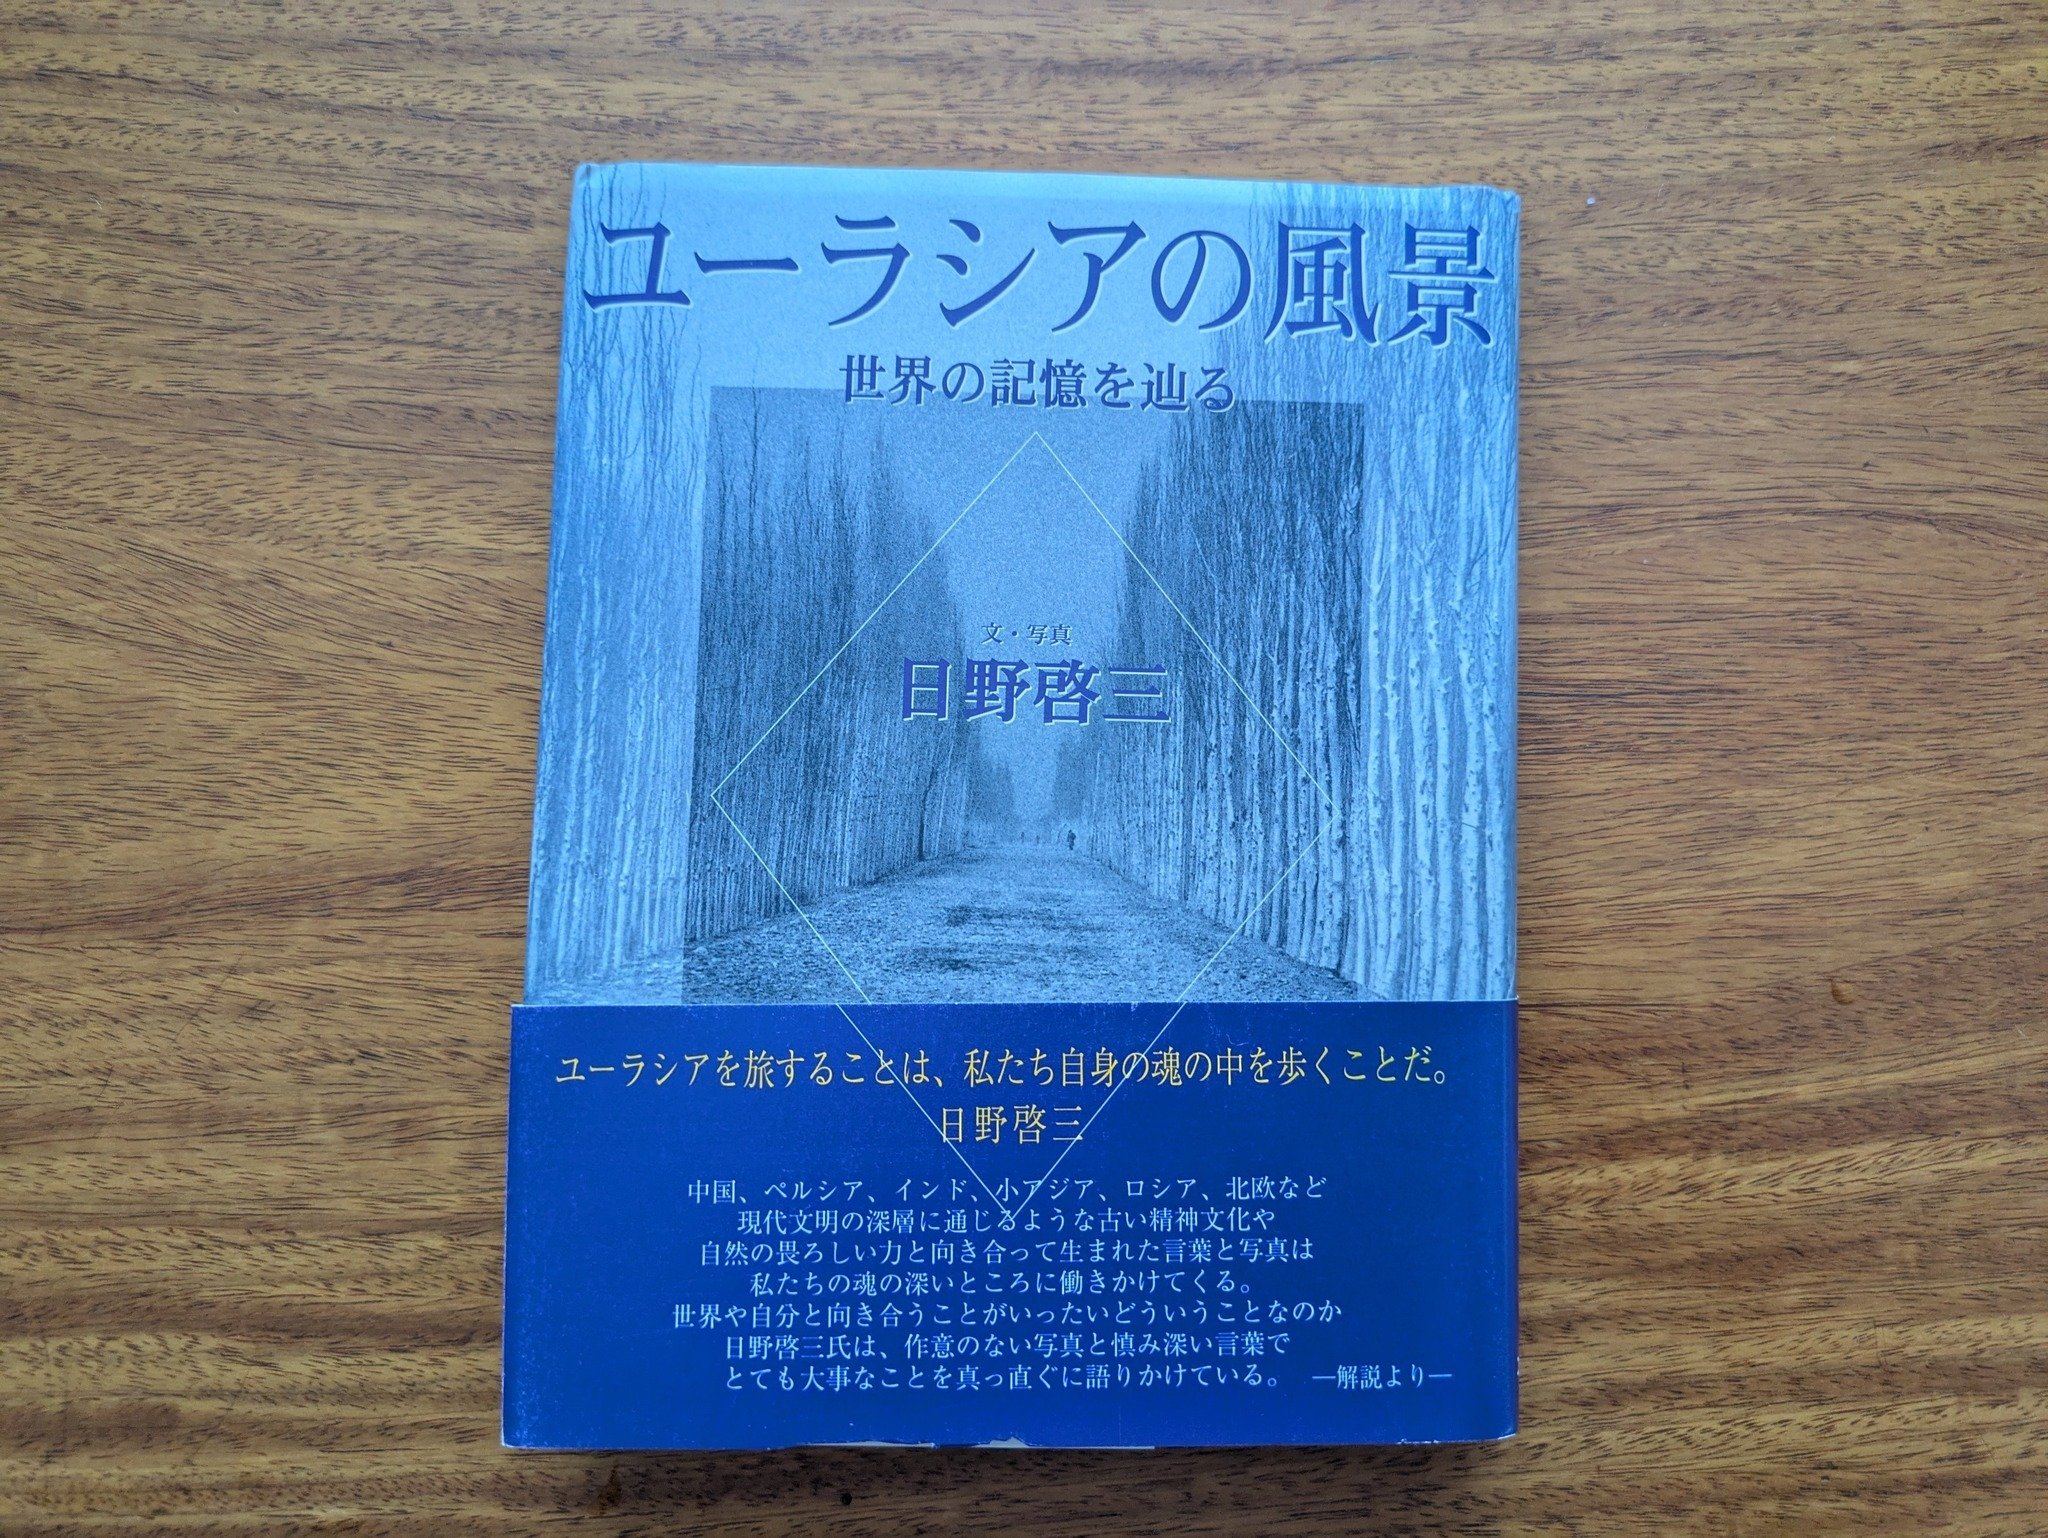 ユーラシアの風景
世界の記憶を辿る
文・写真
日野啓三
ユーラシアを旅することは、私たち自身の魂の中を歩くことだ。
日野啓三
中国、ペルシア、インド、小アジア、ロシア、北欧など
現代文明の深層に通じるような古い精神文化や
自然の畏ろしい力と向き合って生まれた言葉と写真は
私たちの魂の深いところに働きかけてくる。
世界や自分と向き合うことがいったいどういうことなのか
日野啓三氏は、作意のない写真と慎み深い言葉で
とても大事なことを真っ直ぐに語りかけている。 ―解説より―